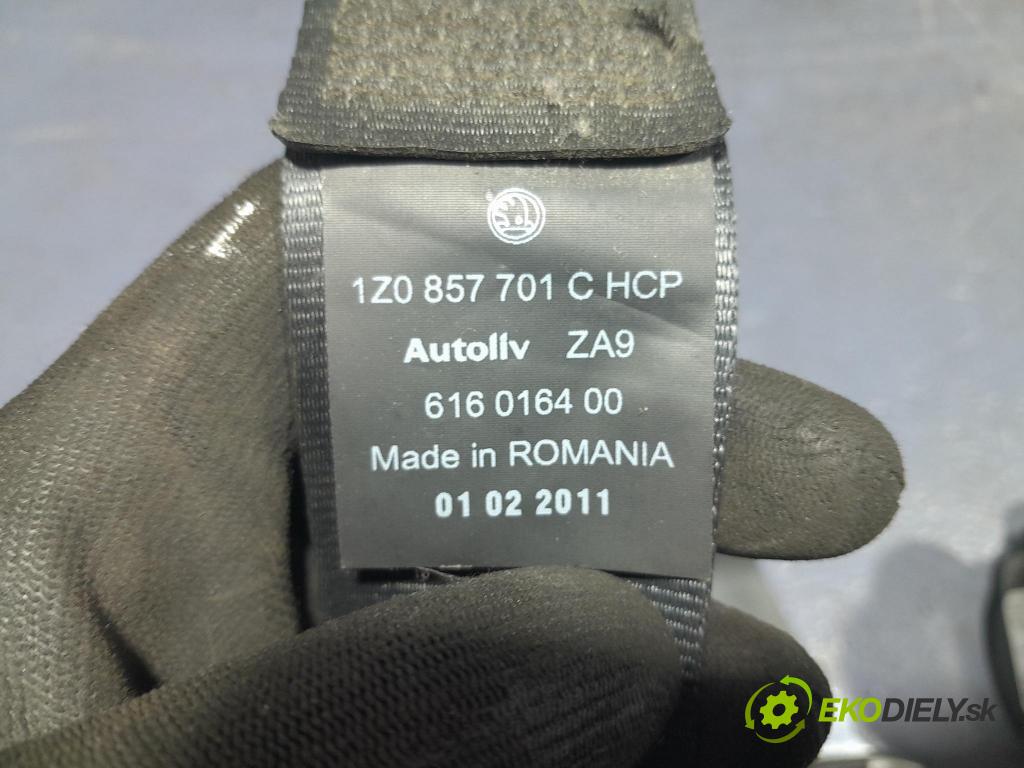 1Z0 857 701 C HCP
Autoliv ZA9
616 0164 00
Made in ROMANIA
01 02 2011
EKODIELY.sk